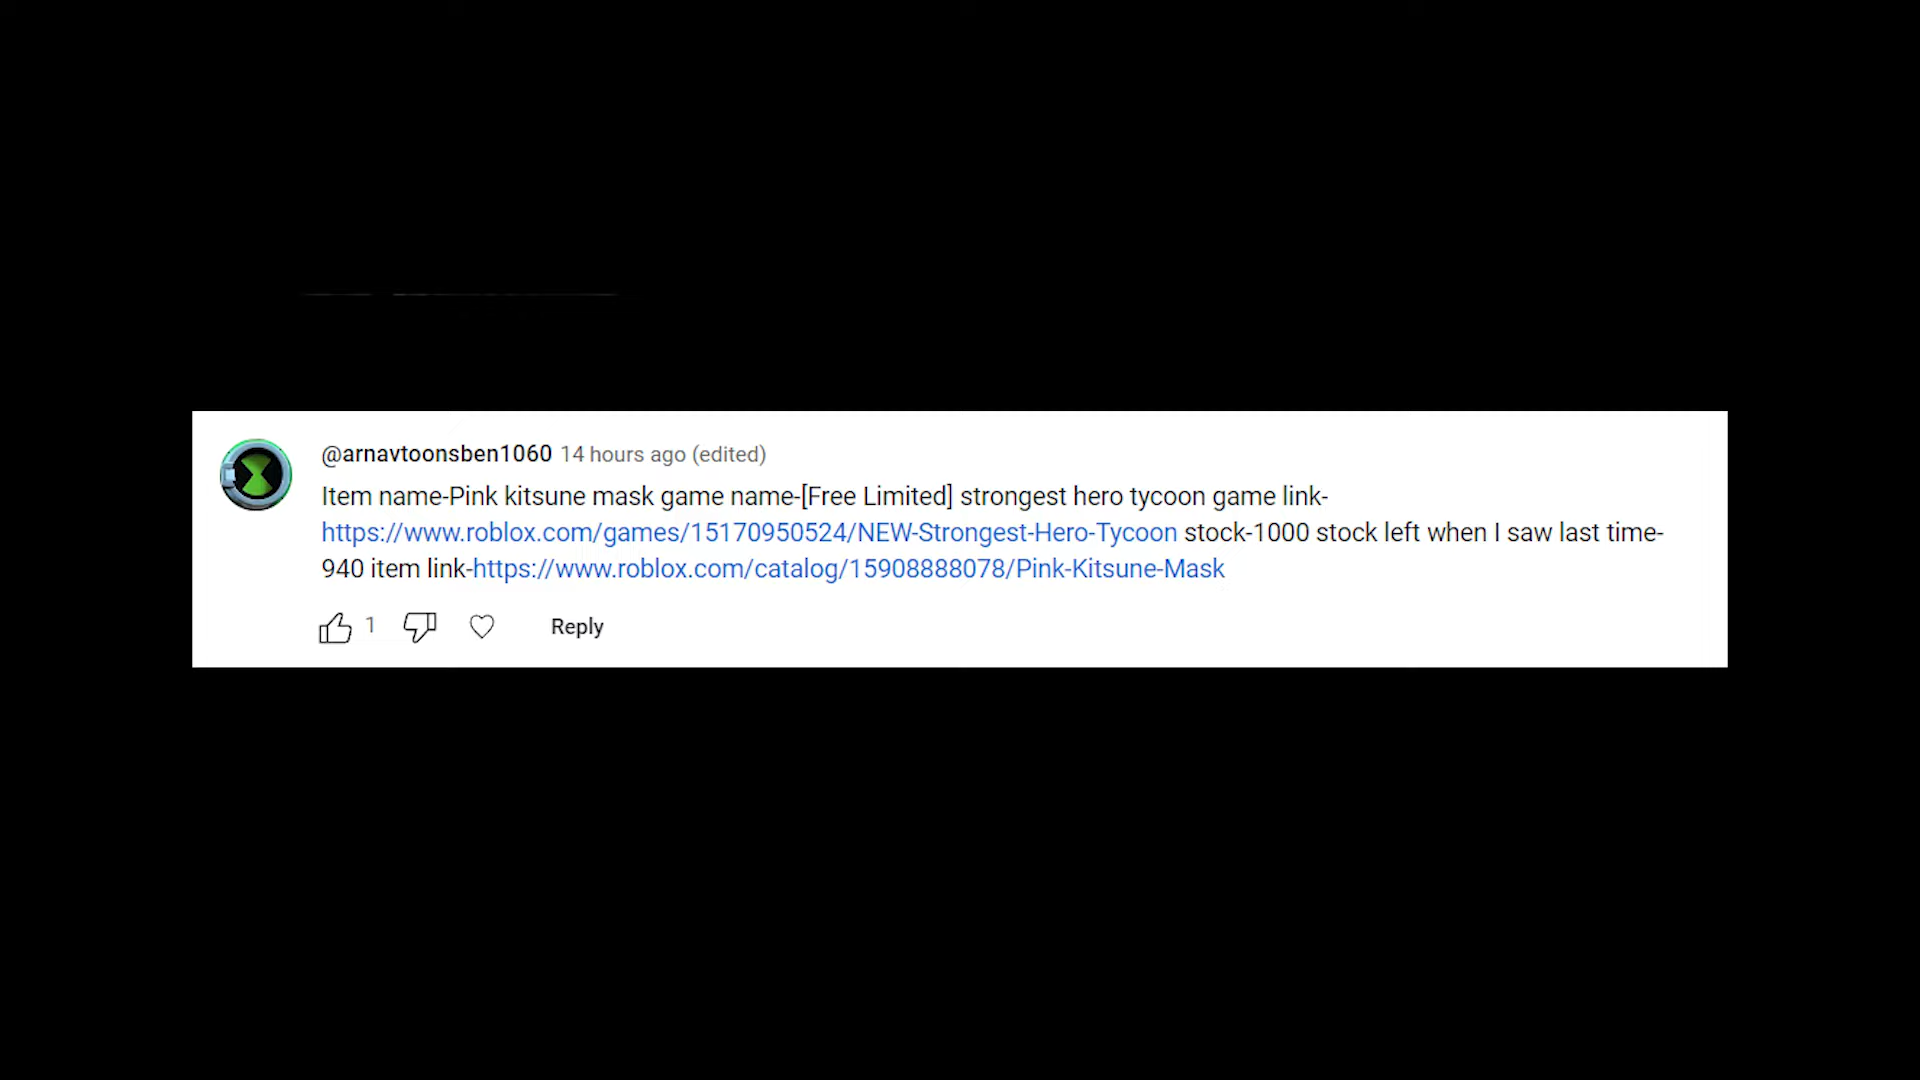 @arnavtoonsben1060 14 hours ago (edited)
Item name-Pink kitsune mask game name-[Free Limited] strongest hero tycoon game link-
https://www.roblox.com/games/15170950524/NEW-Strongest-Hero-Tycoon stock-1000 stock left when I saw last time-
940 item link-https://www.roblox.com/catalog/15908888078/Pink-Kitsune-Mask
1 Reply